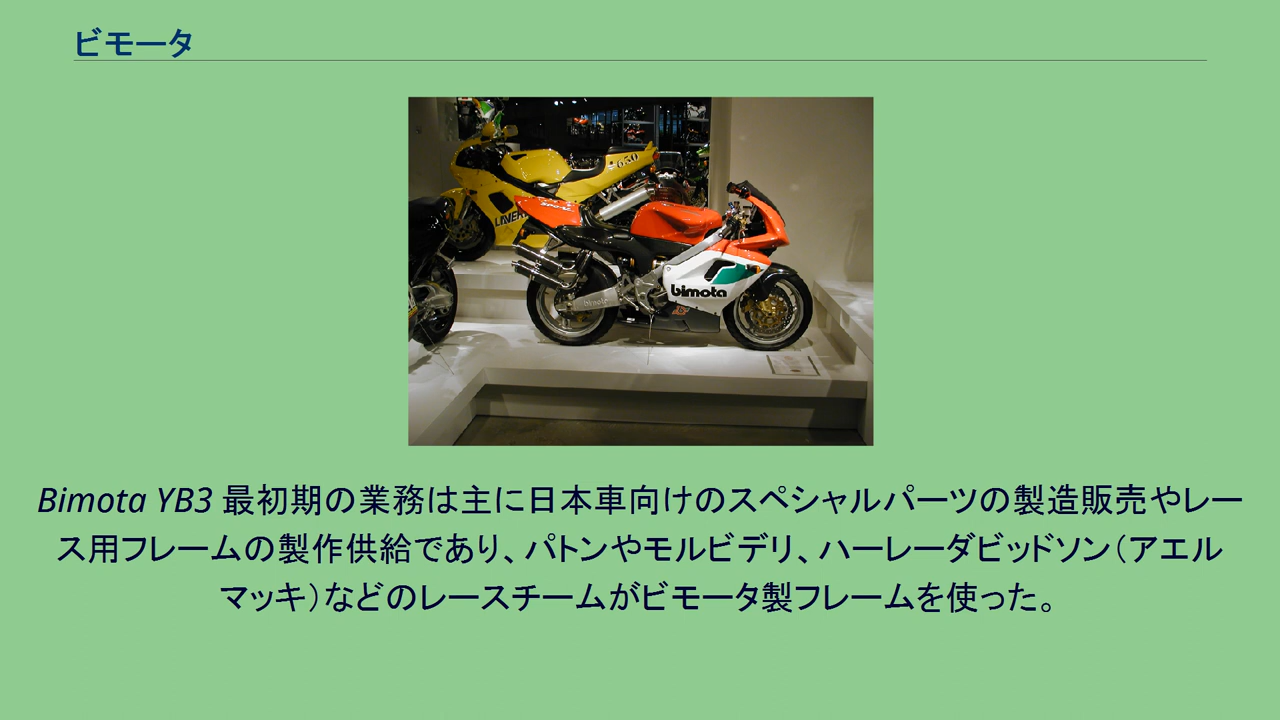 ビモータ
650
LAVER
bimota
bimota
Bimota YB3 最初期の業務は主に日本車向けのスペシャルパーツの製造販売やレー
ス用フレームの製作供給であり、パトンやモルビデリ、ハーレーダビッドソン（アエル
マッキ）などのレースチームがビモータ製フレームを使った。